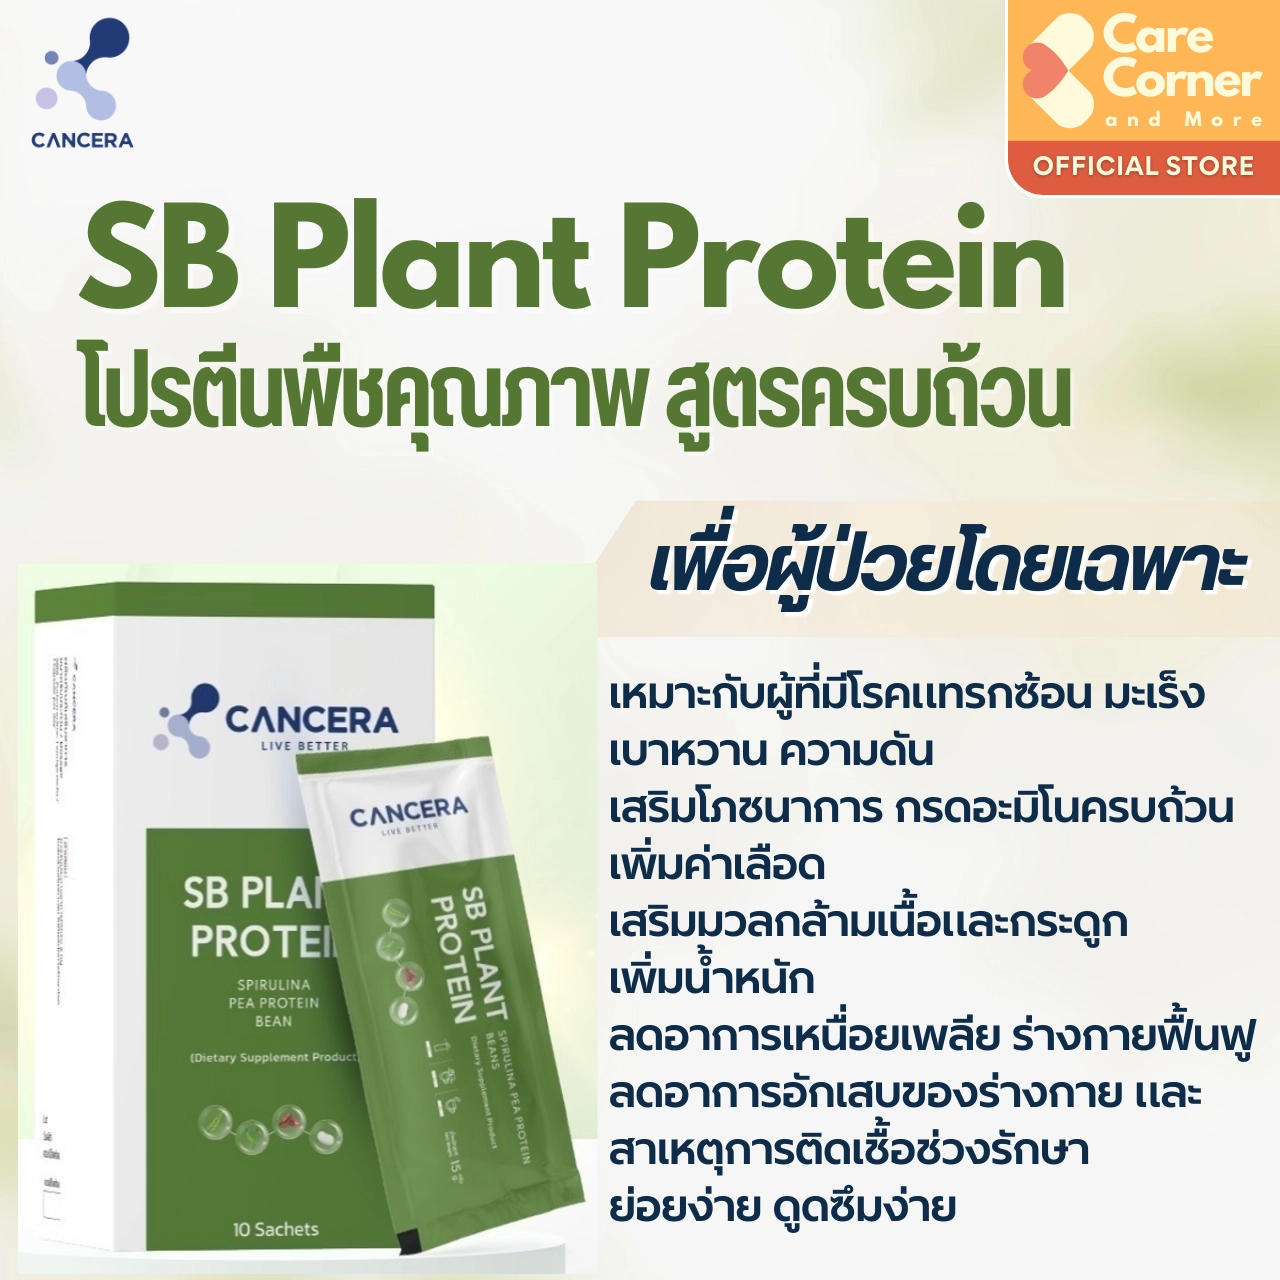 CANCERA
Care
Corner
and More
OFFICIAL STORE
SB Plant Protein
โปรตีนพืชคุณภาพ สูตรครบถ้วน
เพื่อผู้ป่วยโดยเฉพาะ
เหมาะกับผู้ที่มีโรคแทรกซ้อน มะเร็ง
เบาหวาน ความดัน
เสริมโภชนาการ กรดอะมิโนครบถ้วน
เพิ่มค่าเลือด
เสริมมวลกล้ามเนื้อและกระดูก
เพิ่มน้ำหนัก
ลดอาการเหนื่อยเพลีย ร่างกายฟื้นฟู
ลดอาการอักเสบของร่างกาย และ
สาเหตุการติดเชื้อช่วงรักษา
ย่อยง่าย ดูดซึมง่าย
CANCERA
LIVE BETTER
SB PLAN
PROTEI
SPIRULINA
PEA PROTEIN
BEAN
(Dietary Supplement Product)
10 Sachets
CANCERA
LIVE BETTER
SB PLANT
PROTEIN
SPIRULINA PEA PROTEIN
BEANS
Dietary Supplement Product
15